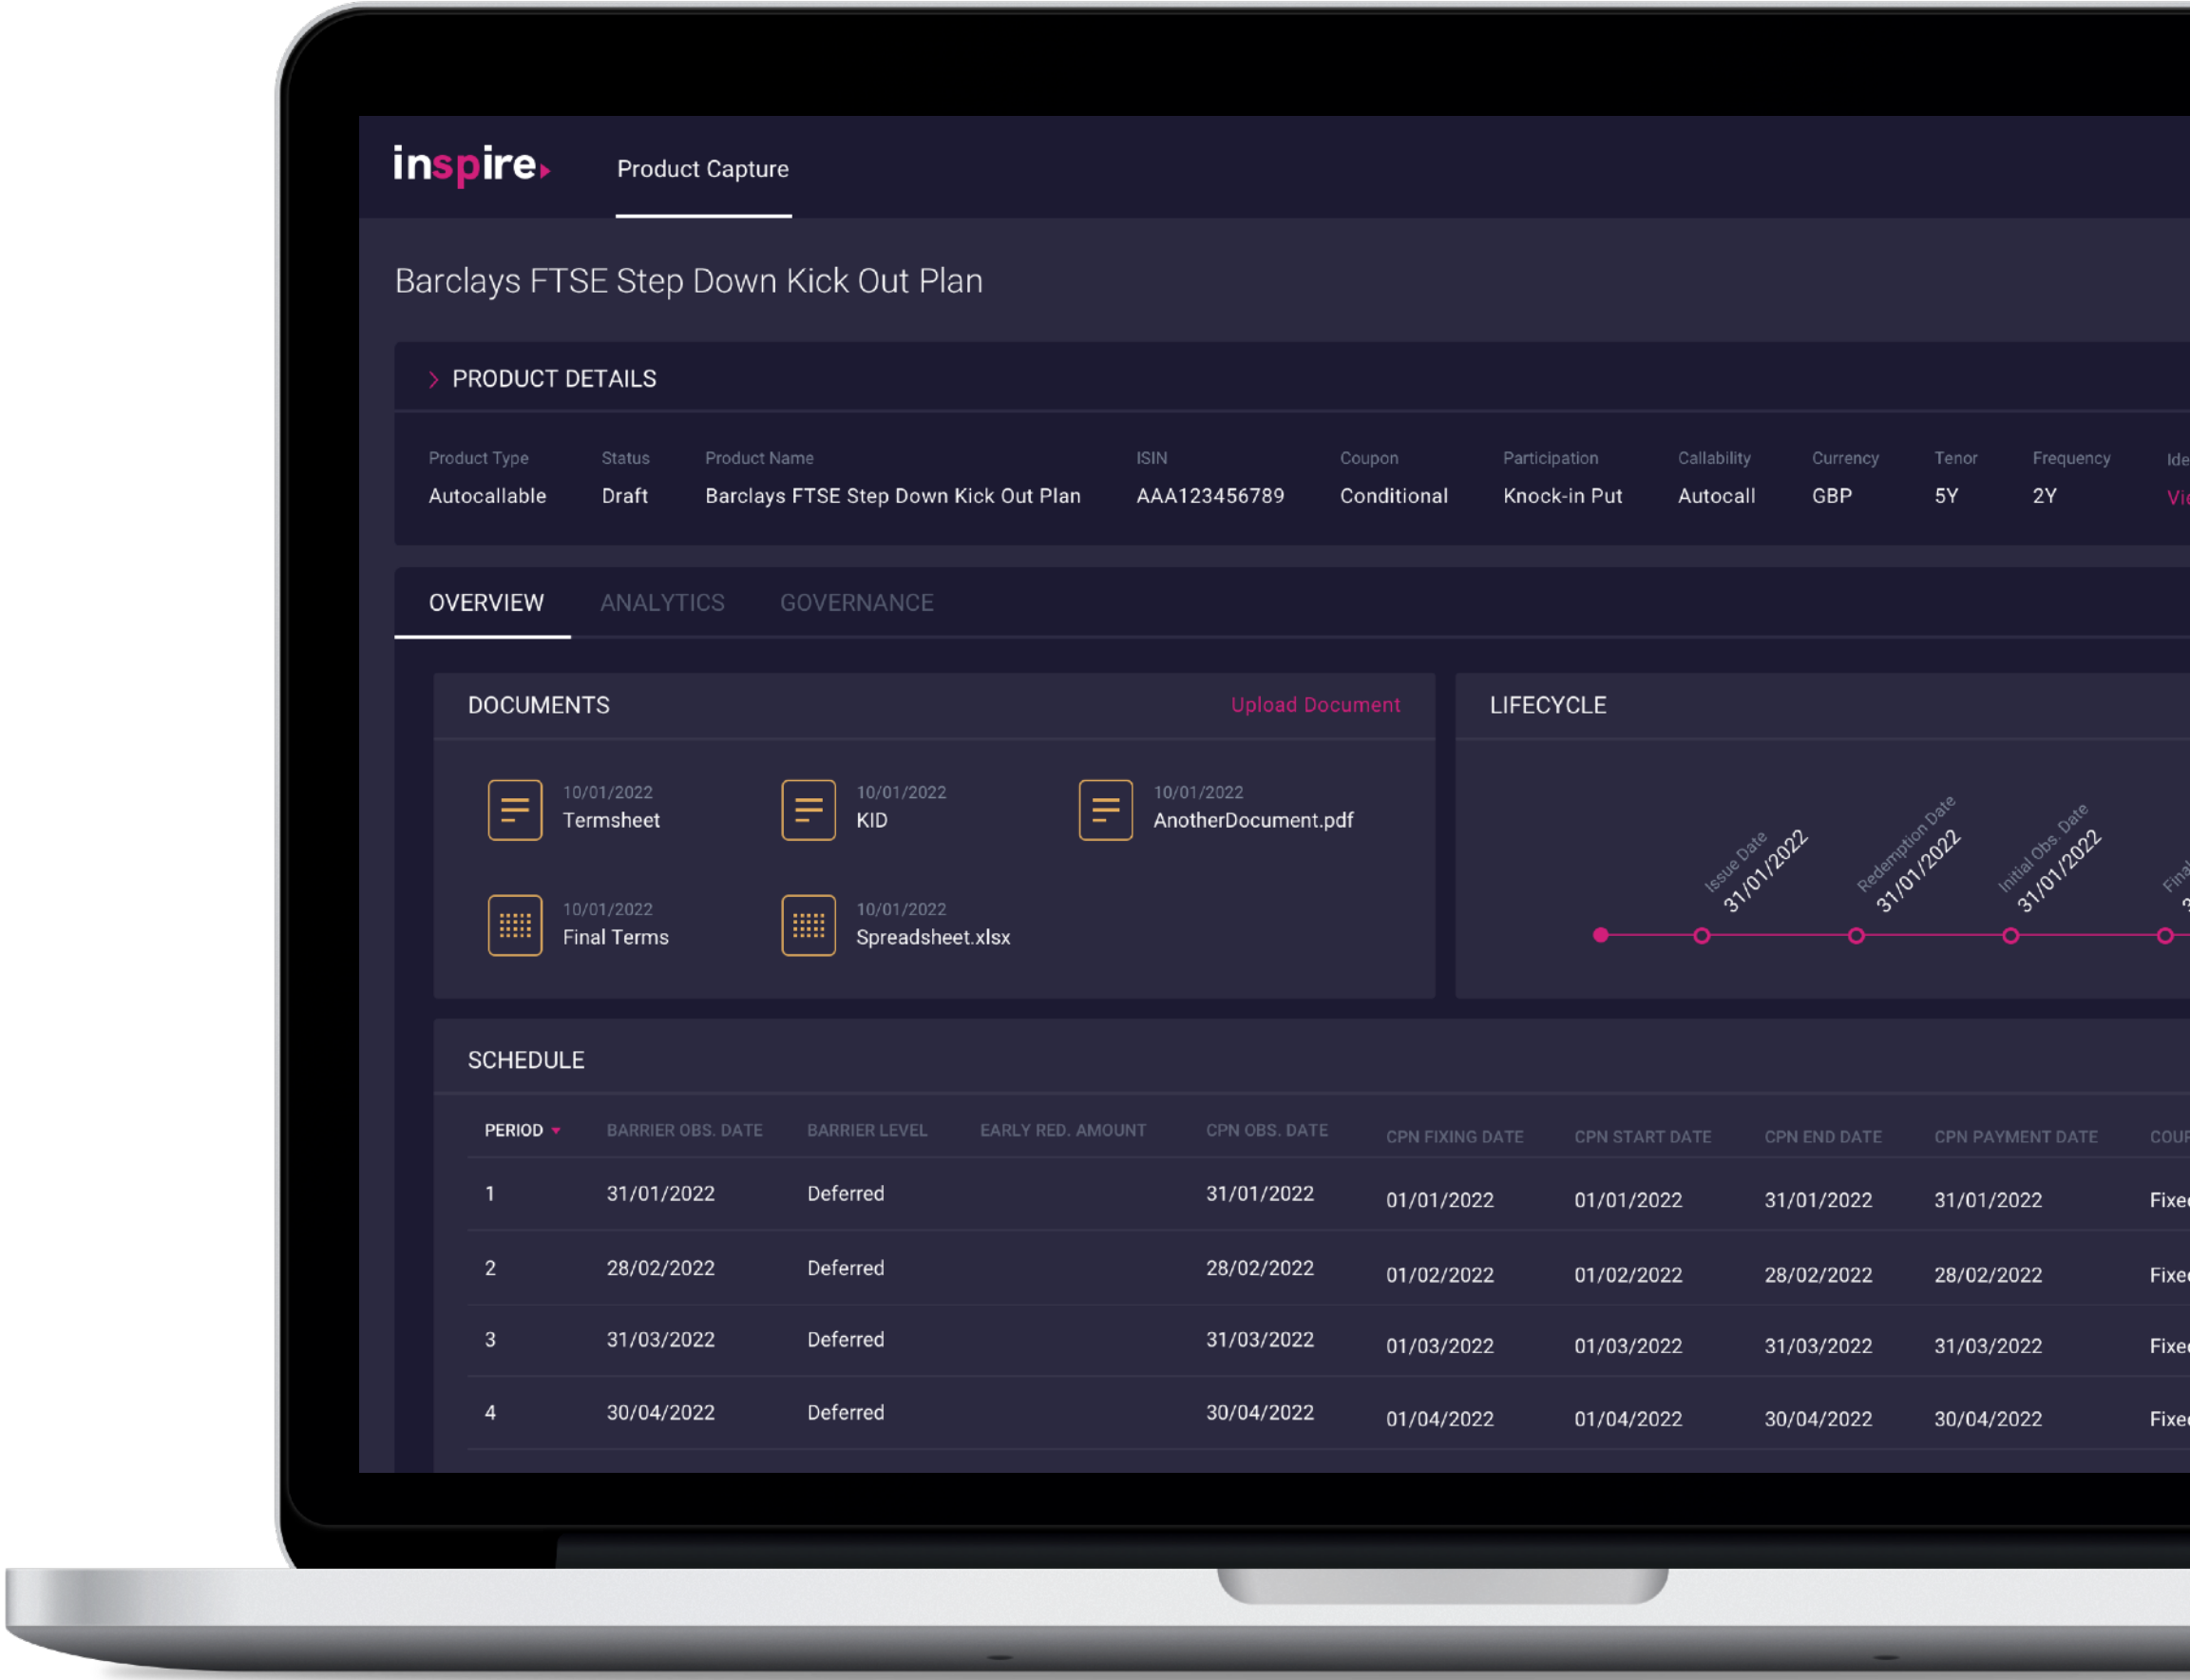 inspire
Product Capture
Barclays FTSE Step Down Kick Out Plan
PRODUCT DETAILS
Product Type Status Product Name ISIN Coupon Participation Callability Currency Tenor Frequency
Autocallable Draft Barclays FTSE Step Down Kick Out Plan AAA123456789 Conditional Knock-in Put Autocall GBP 5Y 2Y
OVERVIEW ANALYTICS GOVERNANCE
DOCUMENTS Upload Document
10/01/2022 10/01/2022 10/01/2022
Termsheet KID AnotherDocument.pdf
10/01/2022 10/01/2022
Final Terms Spreadsheet.xlsx
LIFECYCLE
Issue Date
31/01/2022
Redemption Date
31/01/2022
Initial Obs. Date
31/01/2022
SCHEDULE
PERIOD BARRIER OBS. DATE BARRIER LEVEL EARLY RED. AMOUNT CPN OBS. DATE CPN FIXING DATE CPN START DATE CPN END DATE CPN PAYMENT DATE
1 31/01/2022 Deferred 31/01/2022 01/01/2022 01/01/2022 31/01/2022 31/01/2022
2 28/02/2022 Deferred 28/02/2022 01/02/2022 01/02/2022 28/02/2022 28/02/2022
3 31/03/2022 Deferred 31/03/2022 01/03/2022 01/03/2022 31/03/2022 31/03/2022
4 30/04/2022 Deferred 30/04/2022 01/04/2022 01/04/2022 30/04/2022 30/04/2022